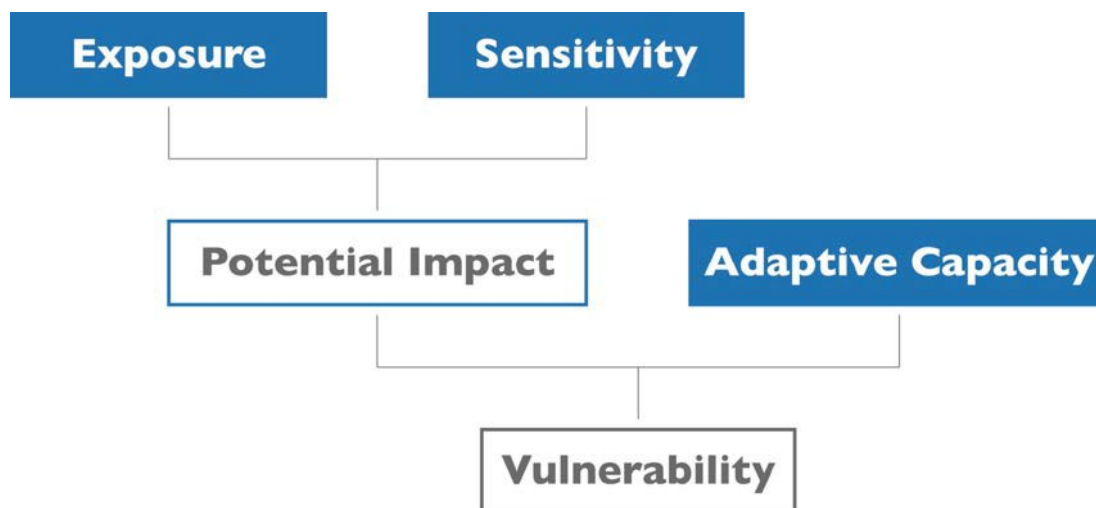 Exposure
Sensitivity
Potential Impact
Adaptive Capacity
Vulnerability